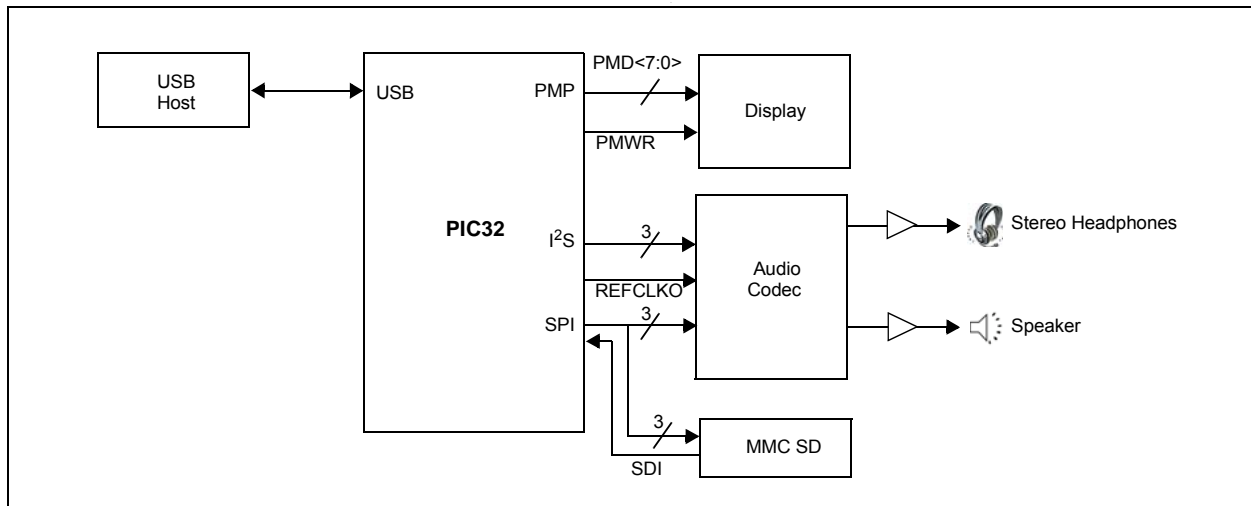 USB
Host
USB
PIC32
PMP
PMD<7:0>
PMWR
Display
I²S
3
REFCLKO
SPI
3
Audio
Codec
Stereo Headphones
Speaker
3
SDI
MMC SD